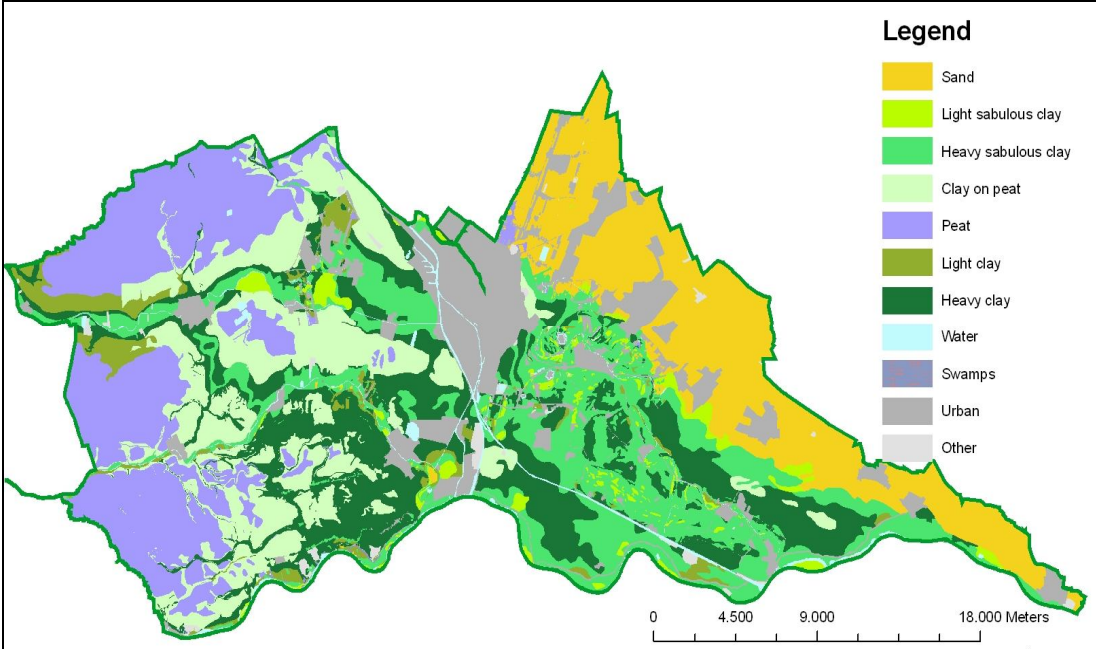 Legend
Sand
Light sabulous clay
Heavy sabulous clay
Clay on peat
Peat
Light clay
Heavy clay
Water
Swamps
Urban
Other
0 4.500 9.000 18.000 Meters